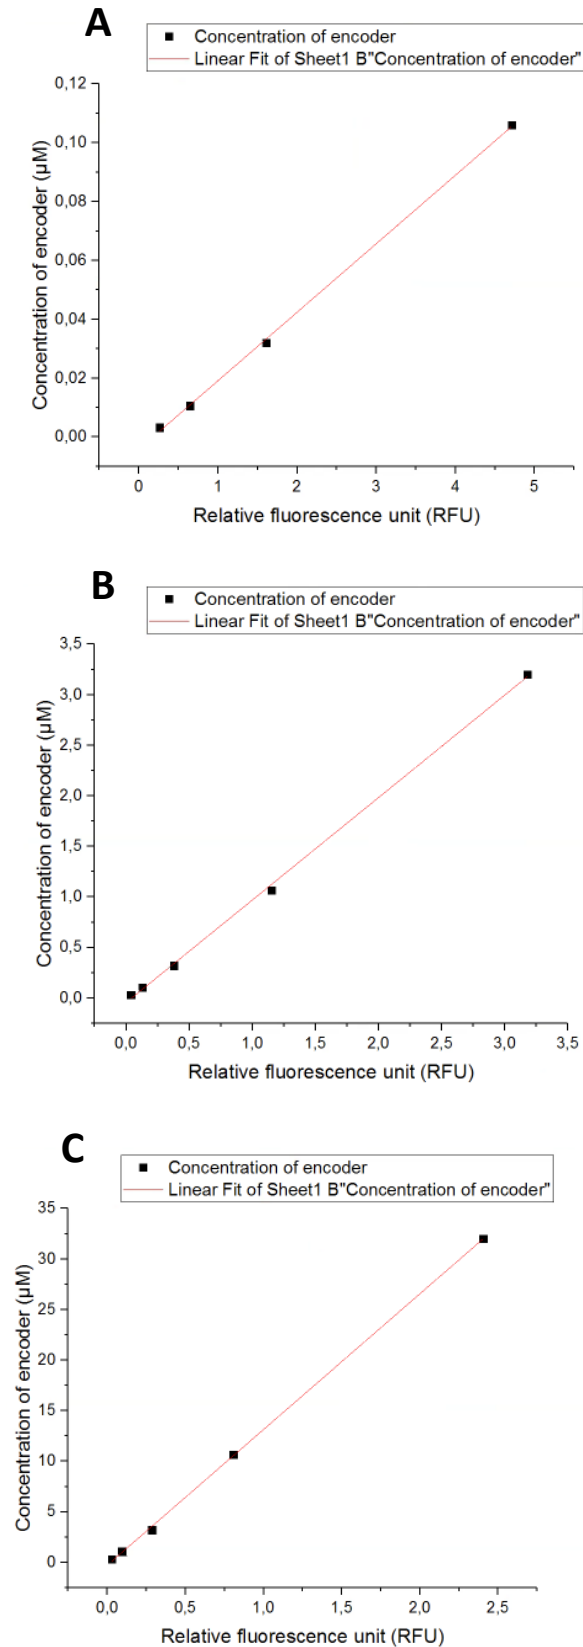 A
Concentration of encoder
Linear Fit of Sheet1 B"Concentration of encoder"
0,12
0,10
0,08
0,06
0,04
0,02
0,00
Concentration of encoder (µM)
0 1 2 3 4 5
Relative fluorescence unit (RFU)
B
Concentration of encoder
Linear Fit of Sheet1 B"Concentration of encoder"
3,5
3,0
2,5
2,0
1,5
1,0
0,5
0,0
Concentration of encoder (µM)
0,0 0,5 1,0 1,5 2,0 2,5 3,0 3,5
Relative fluorescence unit (RFU)
C
Concentration of encoder
Linear Fit of Sheet1 B"Concentration of encoder"
35
30
25
20
15
10
5
0
Concentration of encoder (µM)
0,0 0,5 1,0 1,5 2,0 2,5
Relative fluorescence unit (RFU)